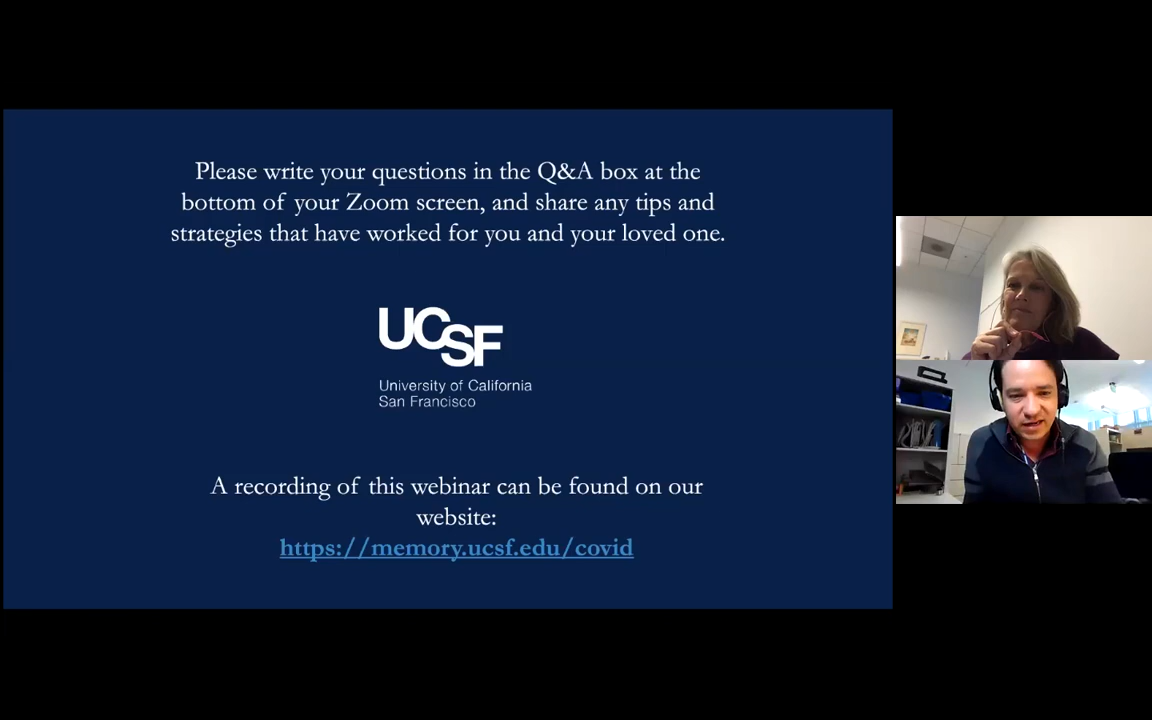 Please write your questions in the Q&A box at the
bottom of your Zoom screen, and share any tips and
strategies that have worked for you and your loved one.
UCSF
University of California
San Francisco
A recording of this webinar can be found on our
website:
https://memory.ucsf.edu/covid